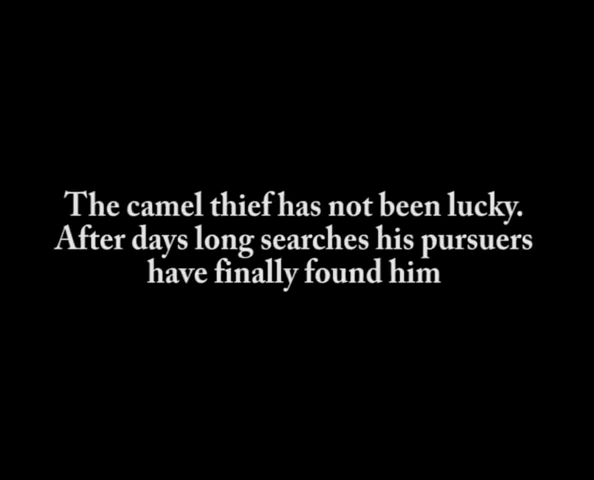 The camel thief has not been lucky.
After days long searches his pursuers
have finally found him